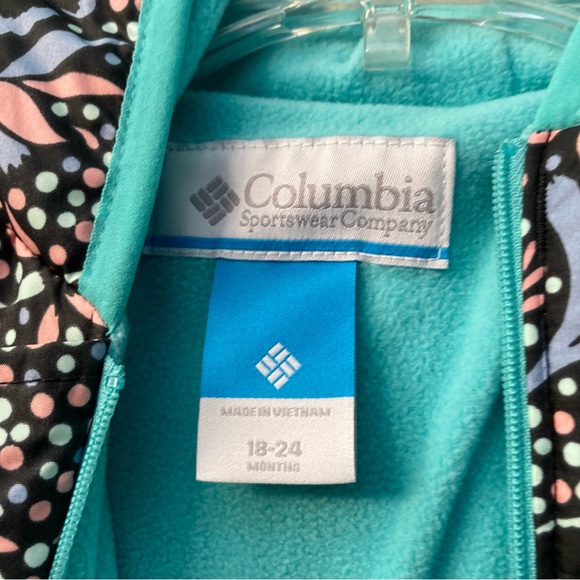 Columbia
Sportswear Company
MADE IN VIETNAM
18-24
MONTHS